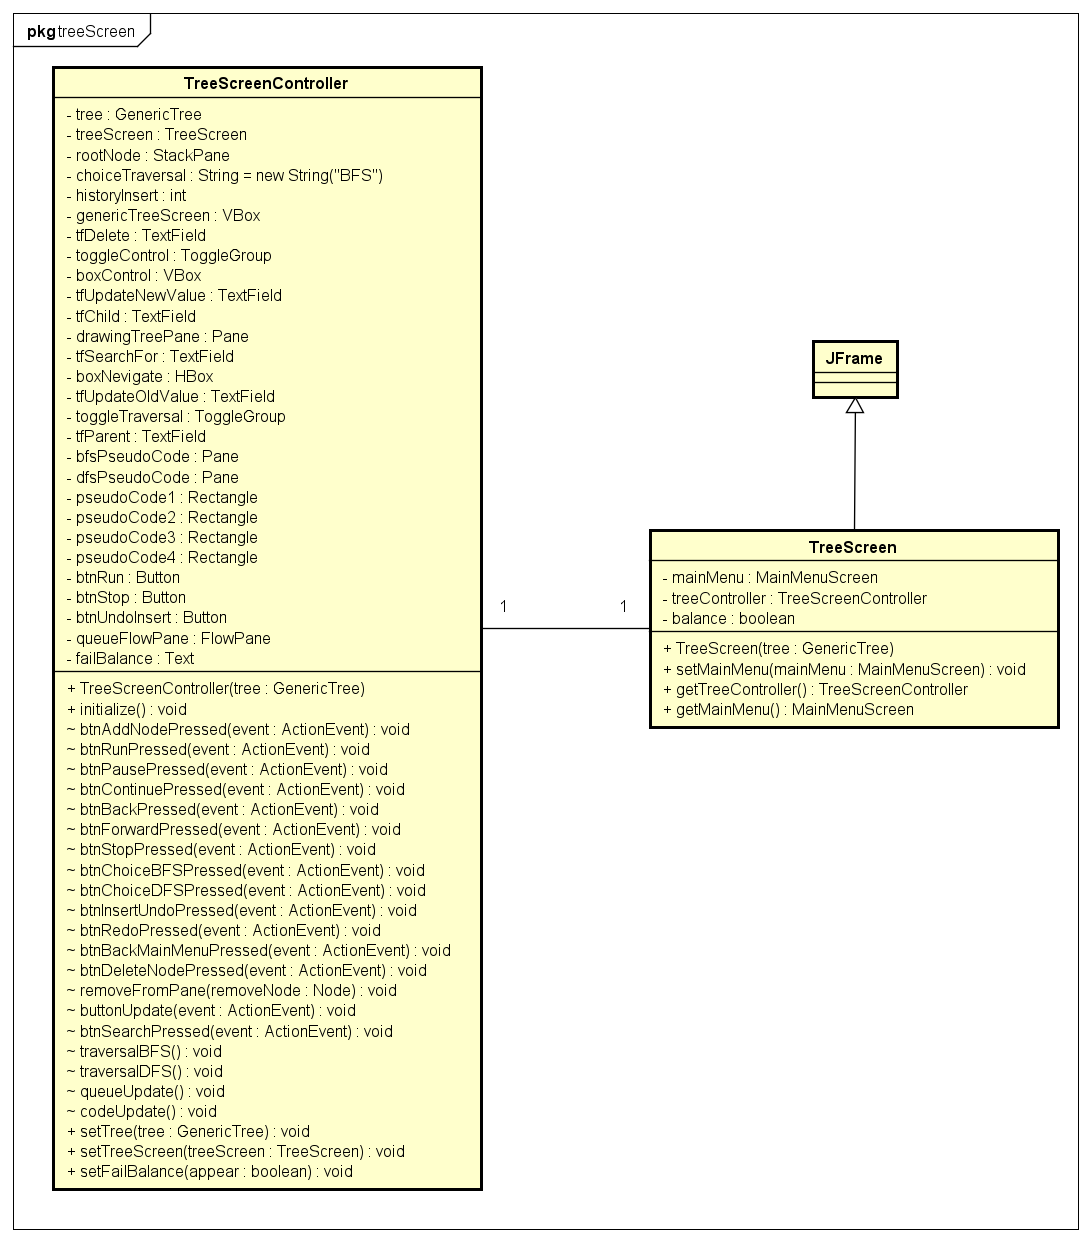 pkg treeScreen
TreeScreenController
- tree : GenericTree
- treeScreen : TreeScreen
- rootNode : StackPane
- choiceTraversal : String = new String("BFS")
- historyInsert : int
- genericTreeScreen : VBox
- tfDelete : TextField
- toggleControl : ToggleGroup
- boxControl : VBox
- tfUpdateNewValue : TextField
- tfChild : TextField
- drawingTreePane : Pane
- tfSearchFor : TextField
- boxNevigate : HBox
- tfUpdateOldValue : TextField
- toggleTraversal : ToggleGroup
- tfParent : TextField
- bfsPseudoCode : Pane
- dfsPseudoCode : Pane
- pseudoCode1 : Rectangle
- pseudoCode2 : Rectangle
- pseudoCode3 : Rectangle
- pseudoCode4 : Rectangle
- btnRun : Button
- btnStop : Button
- btnUndoInsert : Button
- queueFlowPane : FlowPane
- failBalance : Text
+ TreeScreenController(tree : GenericTree)
+ initialize() : void
~ btnAddNodePressed(event : ActionEvent) : void
~ btnRunPressed(event : ActionEvent) : void
~ btnPausePressed(event : ActionEvent) : void
~ btnContinuePressed(event : ActionEvent) : void
~ btnBackPressed(event : ActionEvent) : void
~ btnForwardPressed(event : ActionEvent) : void
~ btnStopPressed(event : ActionEvent) : void
~ btnChoiceBFSPressed(event : ActionEvent) : void
~ btnChoiceDFSPressed(event : ActionEvent) : void
~ btnInsertUndoPressed(event : ActionEvent) : void
~ btnRedoPressed(event : ActionEvent) : void
~ btnBackMainMenuPressed(event : ActionEvent) : void
~ btnDeleteNodePressed(event : ActionEvent) : void
~ removeFromPane(removeNode : Node) : void
~ buttonUpdate(event : ActionEvent) : void
~ btnSearchPressed(event : ActionEvent) : void
~ traversalBFS() : void
~ traversalDFS() : void
~ queueUpdate() : void
~ codeUpdate() : void
+ setTree(tree : GenericTree) : void
+ setTreeScreen(treeScreen : TreeScreen) : void
+ setFailBalance(appear : boolean) : void
1 1
JFrame
TreeScreen
- mainMenu : MainMenuScreen
- treeController : TreeScreenController
- balance : boolean
+ TreeScreen(tree : GenericTree)
+ setMainMenu(mainMenu : MainMenuScreen) : void
+ getTreeController() : TreeScreenController
+ getMainMenu() : MainMenuScreen